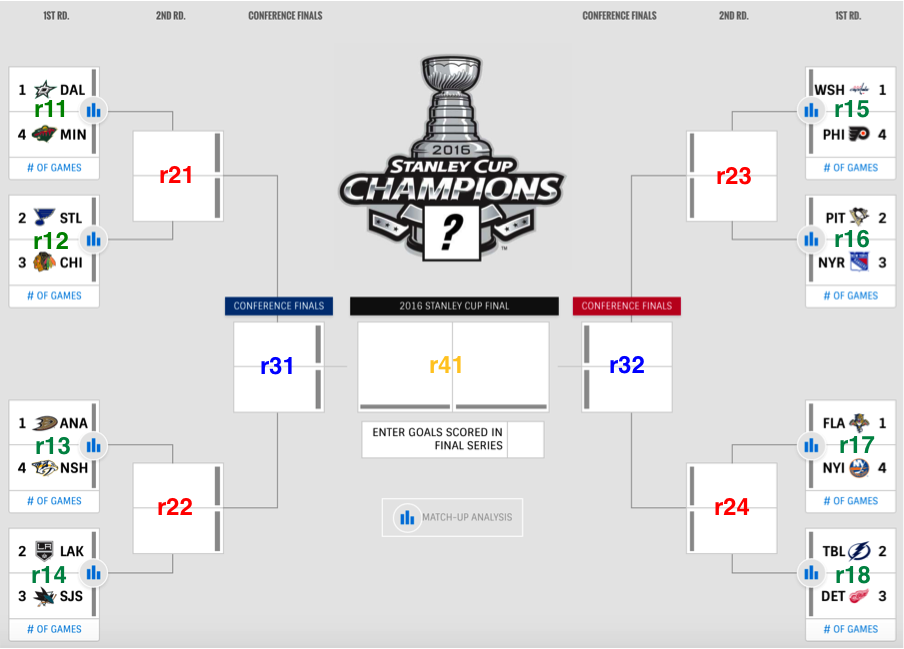 1ST RD.
2ND RD.
CONFERENCE FINALS
CONFERENCE FINALS
2ND RD.
1ST RD.
1 DAL
r11
4 MIN
# OF GAMES
2 STL
r12
3 CHI
# OF GAMES
r21
1 ANA
r13
4 NSH
# OF GAMES
2 LAK
r14
3 SJS
# OF GAMES
r22
CONFERENCE FINALS
r31
2016
STANLEY CUP
CHAMPIONS
?
TM
2016 STANLEY CUP FINAL
r41
ENTER GOALS SCORED IN
FINAL SERIES
MATCH-UP ANALYSIS
CONFERENCE FINALS
r32
r23
WSH 1
r15
PHI 4
# OF GAMES
PIT 2
r16
NYR 3
# OF GAMES
r24
FLA 1
r17
NYI 4
# OF GAMES
TBL 2
r18
DET 3
# OF GAMES